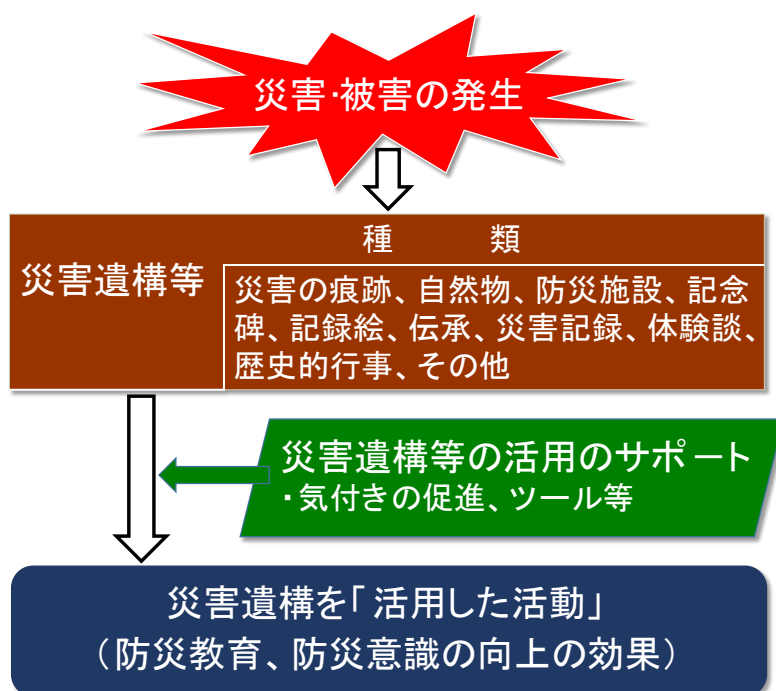 災害・被害の発生
災害遺構等
種　　類
災害の痕跡、自然物、防災施設、記念
碑、記録絵、伝承、災害記録、体験談、
歴史的行事、その他
災害遺構等の活用のサポート
・気付きの促進、ツール等
災害遺構を「活用した活動」
（防災教育、防災意識の向上の効果）